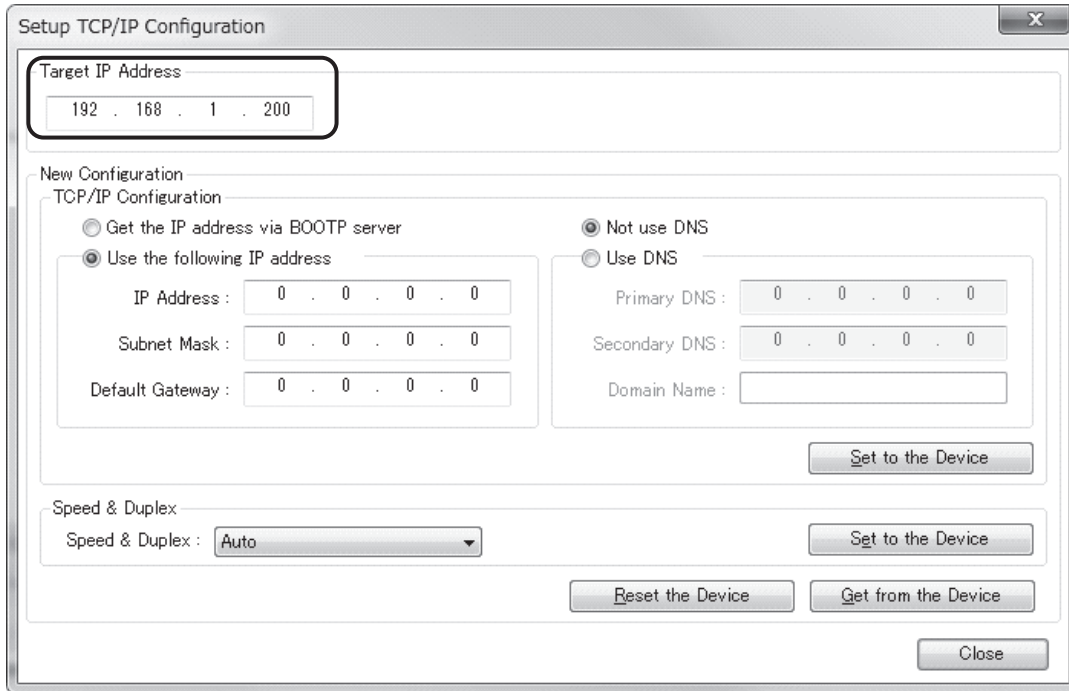 Setup TCP/IP Configuration
x
Target IP Address
192 . 168 . 1 . 200
New Configuration
TCP/IP Configuration
Get the IP address via BOOTP server
Not use DNS
Use the following IP address
Use DNS
IP Address : 0 . 0 . 0 . 0
Primary DNS : 0 . 0 . 0 . 0
Subnet Mask : 0 . 0 . 0 . 0
Secondary DNS : 0 . 0 . 0 . 0
Default Gateway : 0 . 0 . 0 . 0
Domain Name :
Set to the Device
Speed & Duplex
Speed & Duplex : Auto
Set to the Device
Reset the Device
Get from the Device
Close